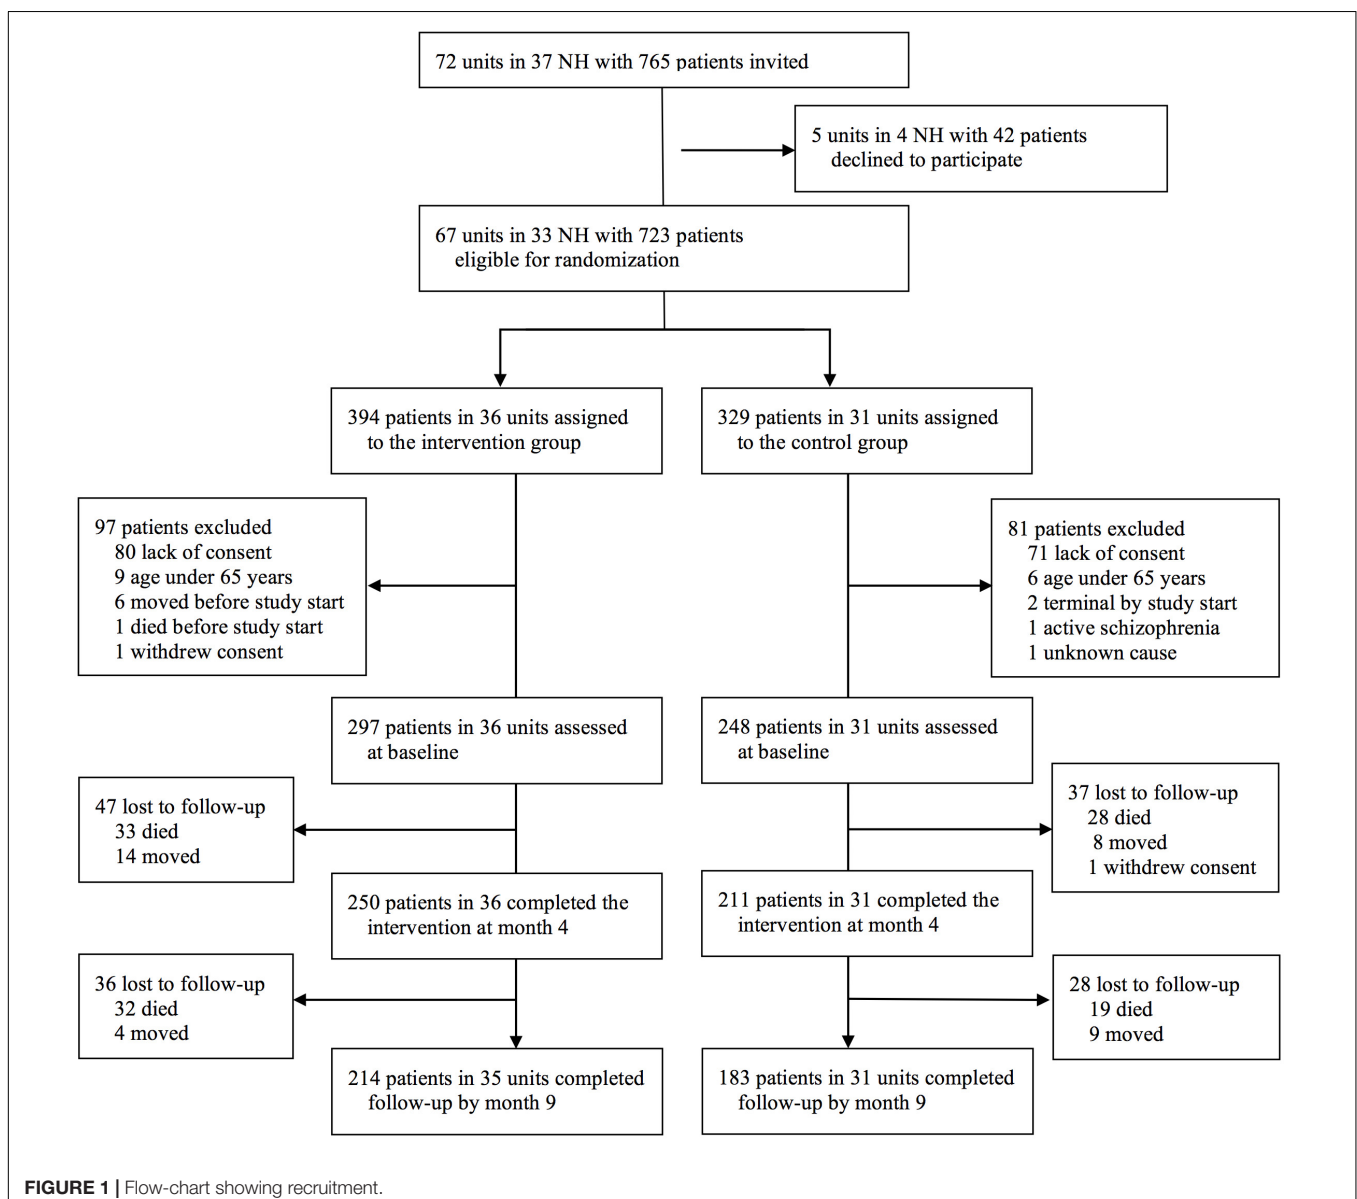 72 units in 37 NH with 765 patients invited
5 units in 4 NH with 42 patients
declined to participate
67 units in 33 NH with 723 patients
eligible for randomization
394 patients in 36 units assigned
to the intervention group
329 patients in 31 units assigned
to the control group
97 patients excluded
80 lack of consent
9 age under 65 years
6 moved before study start
1 died before study start
1 withdrew consent
81 patients excluded
71 lack of consent
6 age under 65 years
2 terminal by study start
1 active schizophrenia
1 unknown cause
297 patients in 36 units assessed
at baseline
248 patients in 31 units assessed
at baseline
47 lost to follow-up
33 died
14 moved
37 lost to follow-up
28 died
8 moved
1 withdrew consent
250 patients in 36 completed the
intervention at month 4
211 patients in 31 completed the
intervention at month 4
36 lost to follow-up
32 died
4 moved
28 lost to follow-up
19 died
9 moved
214 patients in 35 units completed
follow-up by month 9
183 patients in 31 units completed
follow-up by month 9
FIGURE 1 | Flow-chart showing recruitment.